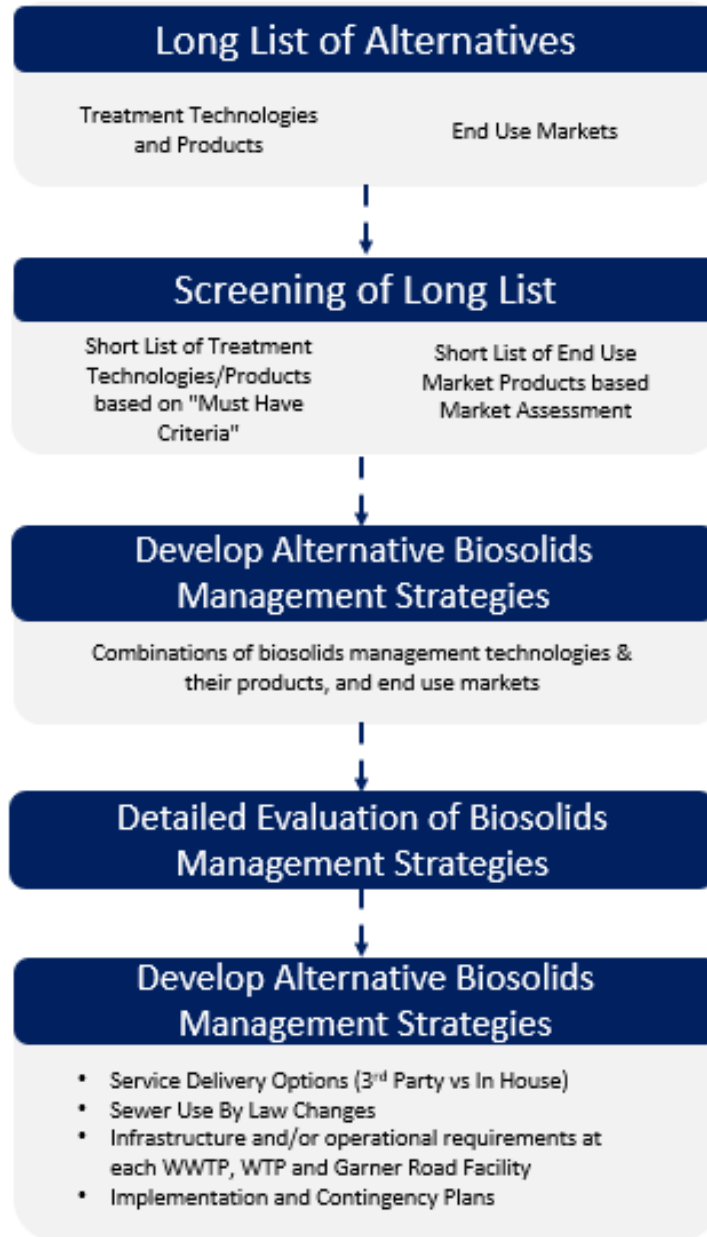 Long List of Alternatives
Treatment Technologies
and Products
End Use Markets
Screening of Long List
Short List of Treatment
Technologies/Products
based on "Must Have
Criteria"
Short List of End Use
Market Products based
Market Assessment
Develop Alternative Biosolids
Management Strategies
Combinations of biosolids management technologies &
their products, and end use markets
Detailed Evaluation of Biosolids
Management Strategies
Develop Alternative Biosolids
Management Strategies
• Service Delivery Options (3rd Party vs In House)
• Sewer Use By Law Changes
• Infrastructure and/or operational requirements at
each WWTP, WTP and Garner Road Facility
• Implementation and Contingency Plans